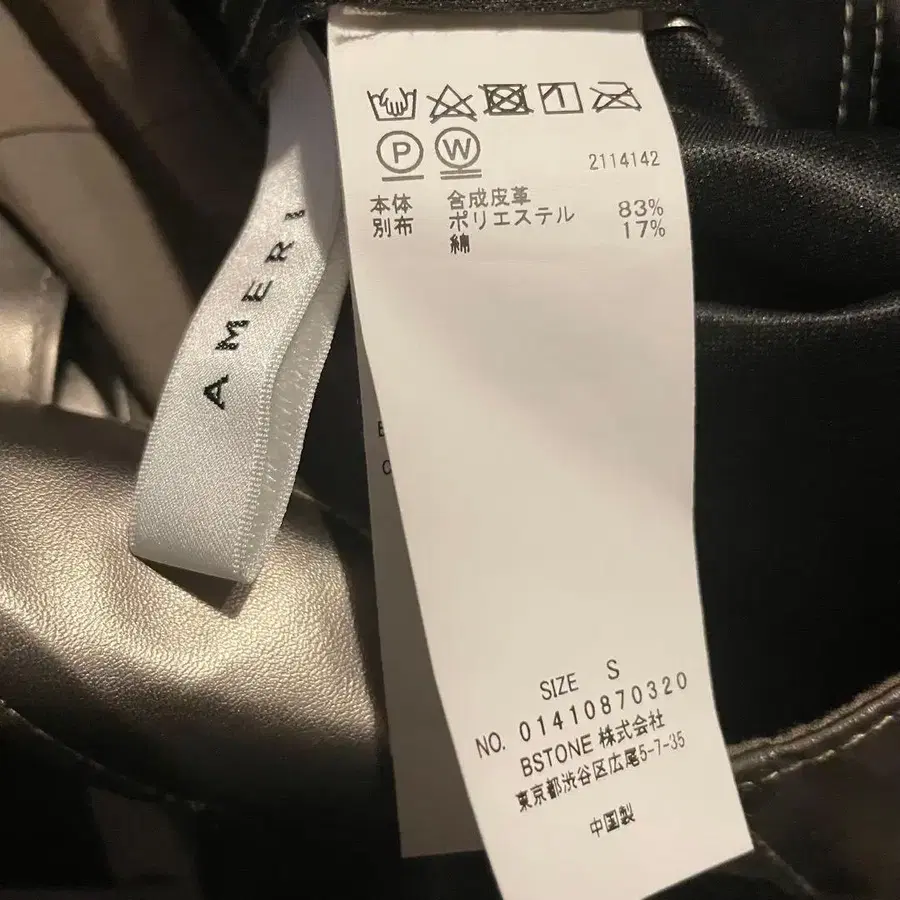 P W
2114142
本体 合成皮革
別布 ポリエステル 83%
綿 17%
AMERI
SIZE S
NO. 01410870320
BSTONE 株式会社
東京都渋谷区広尾5-7-35
中国製